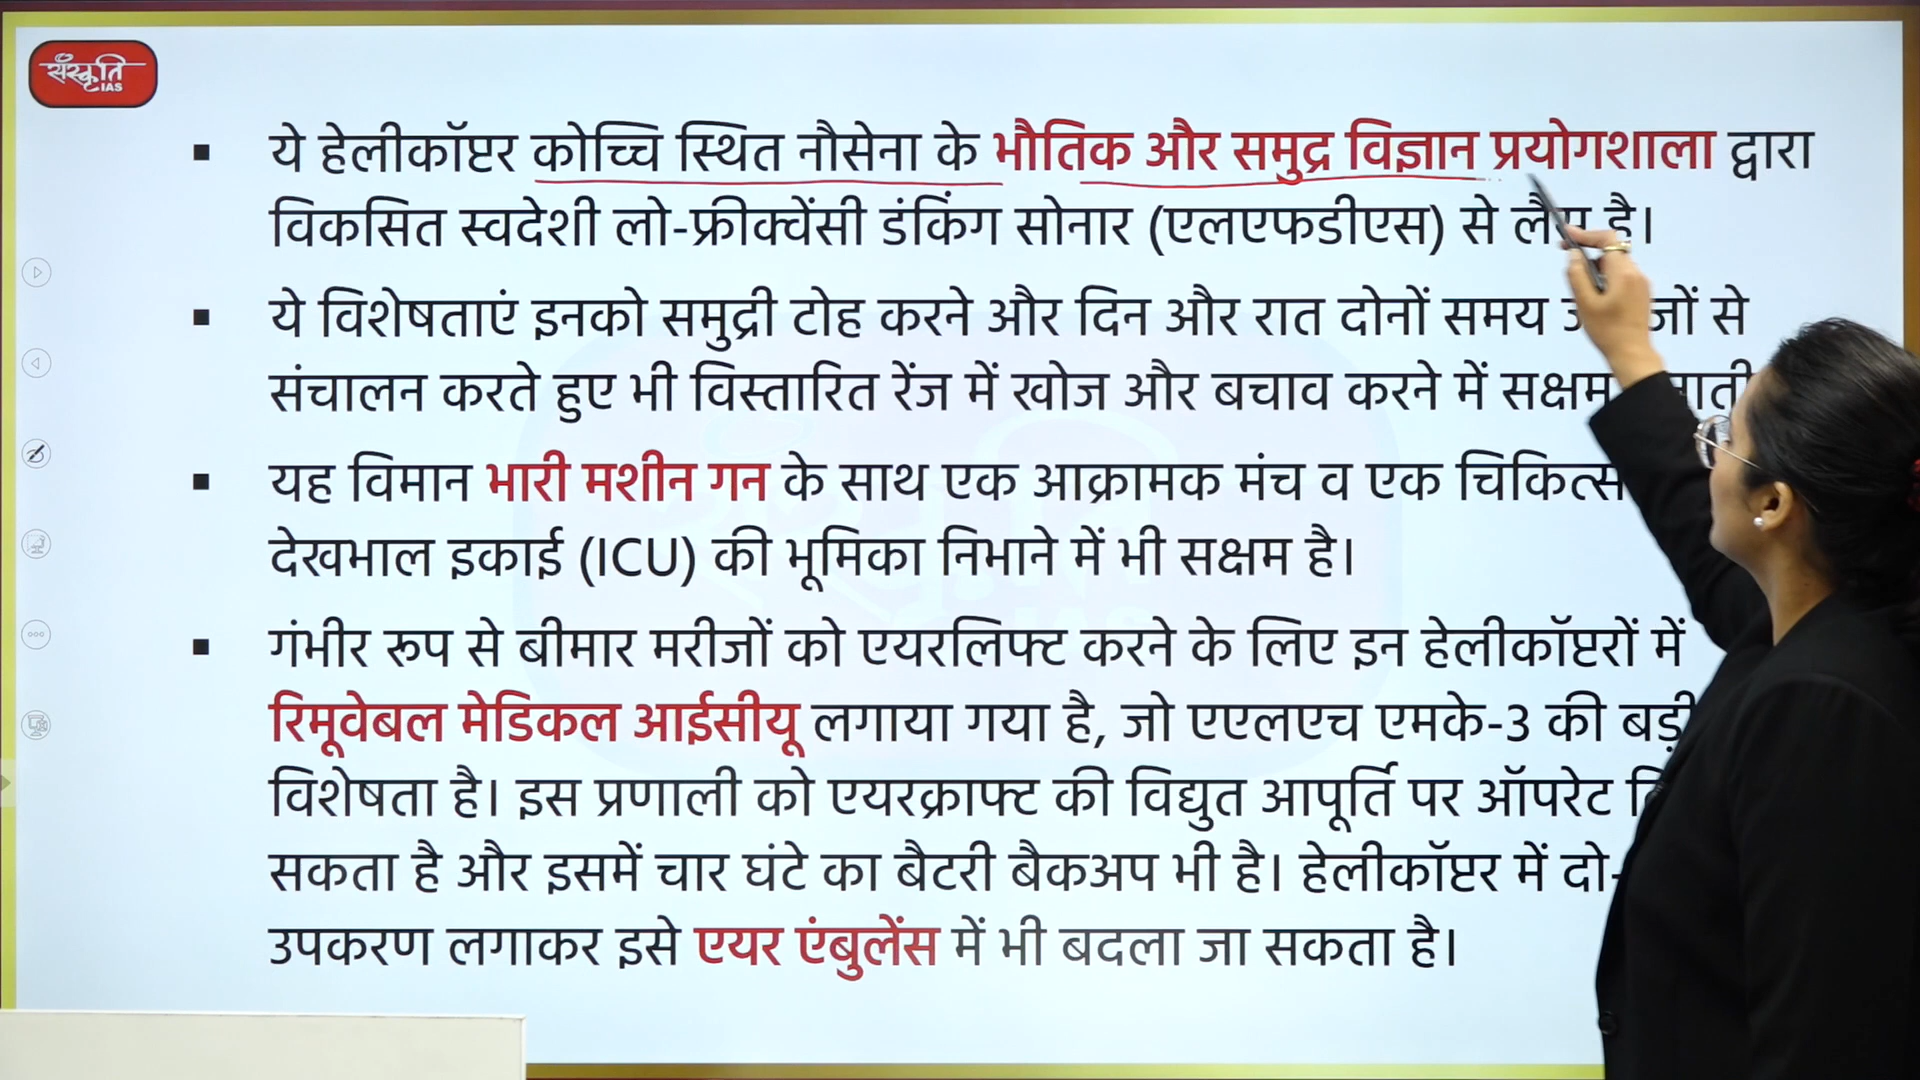 संस्कृति
IAS
ये हेलीकॉप्टर कोच्चि स्थित नौसेना के भौतिक और समुद्र विज्ञान प्रयोगशाला द्वारा
विकसित स्वदेशी लो-फ्रीक्वेंसी डंकिंग सोनार (एलएफडीएस) से लैस है।
ये विशेषताएं इनको समुद्री टोह करने और दिन और रात दोनों समय से
संचालन करते हुए भी विस्तारित रेंज में खोज और बचाव करने में सक्षम
यह विमान भारी मशीन गन के साथ एक आक्रामक मंच व एक
देखभाल इकाई (ICU) की भूमिका निभाने में भी सक्षम है।
गंभीर रूप से बीमार मरीजों को एयरलिफ्ट करने के लिए इन हेलीकॉप्टरों में
रिमूवेबल मेडिकल आईसीयू लगाया गया है, जो एएलएच एमके-3 की बड़ी
विशेषता है। इस प्रणाली को एयरक्राफ्ट की विद्युत आपूर्ति पर ऑपरेट
सकता है और इसमें चार घंटे का बैटरी बैकअप भी है। हेलीकॉप्टर में दो-
उपकरण लगाकर इसे एयर एंबुलेंस में भी बदला जा सकता है।